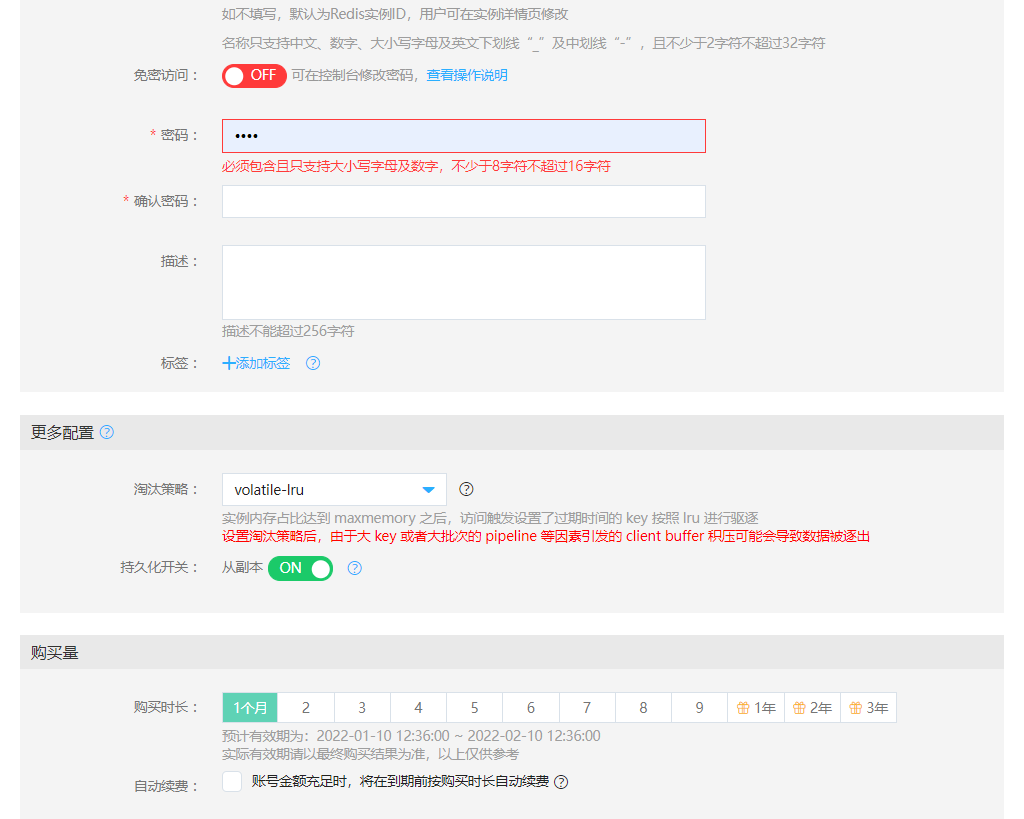 如不填写，默认为Redis实例ID，用户可在实例详情页修改
名称只支持中文、数字、大小写字母及英文下划线“_”及中划线“-”，且不少于2字符不超过32字符
免密访问： OFF 可在控制台修改密码，查看操作说明
* 密码： ••••
必须包含且只支持大小写字母及数字，不少于8字符不超过16字符
* 确认密码：
描述：
描述不能超过256字符
标签： +添加标签 ?
更多配置 ?
淘汰策略： volatile-lru ?
实例内存占比达到 maxmemory 之后，访问触发设置了过期时间的 key 按照 lru 进行驱逐
设置淘汰策略后，由于大 key 或者大批次的 pipeline 等因素引发的 client buffer 积压可能会导致数据被逐出
持久化开关： 从副本 ON ?
购买量
购买时长： 1个月 2 3 4 5 6 7 8 9 1年 2年 3年
预计有效期为：2022-01-10 12:36:00 ~ 2022-02-10 12:36:00
实际有效期请以最终购买结果为准，以上仅供参考
自动续费： 账号金额充足时，将在到期前按购买时长自动续费 ?